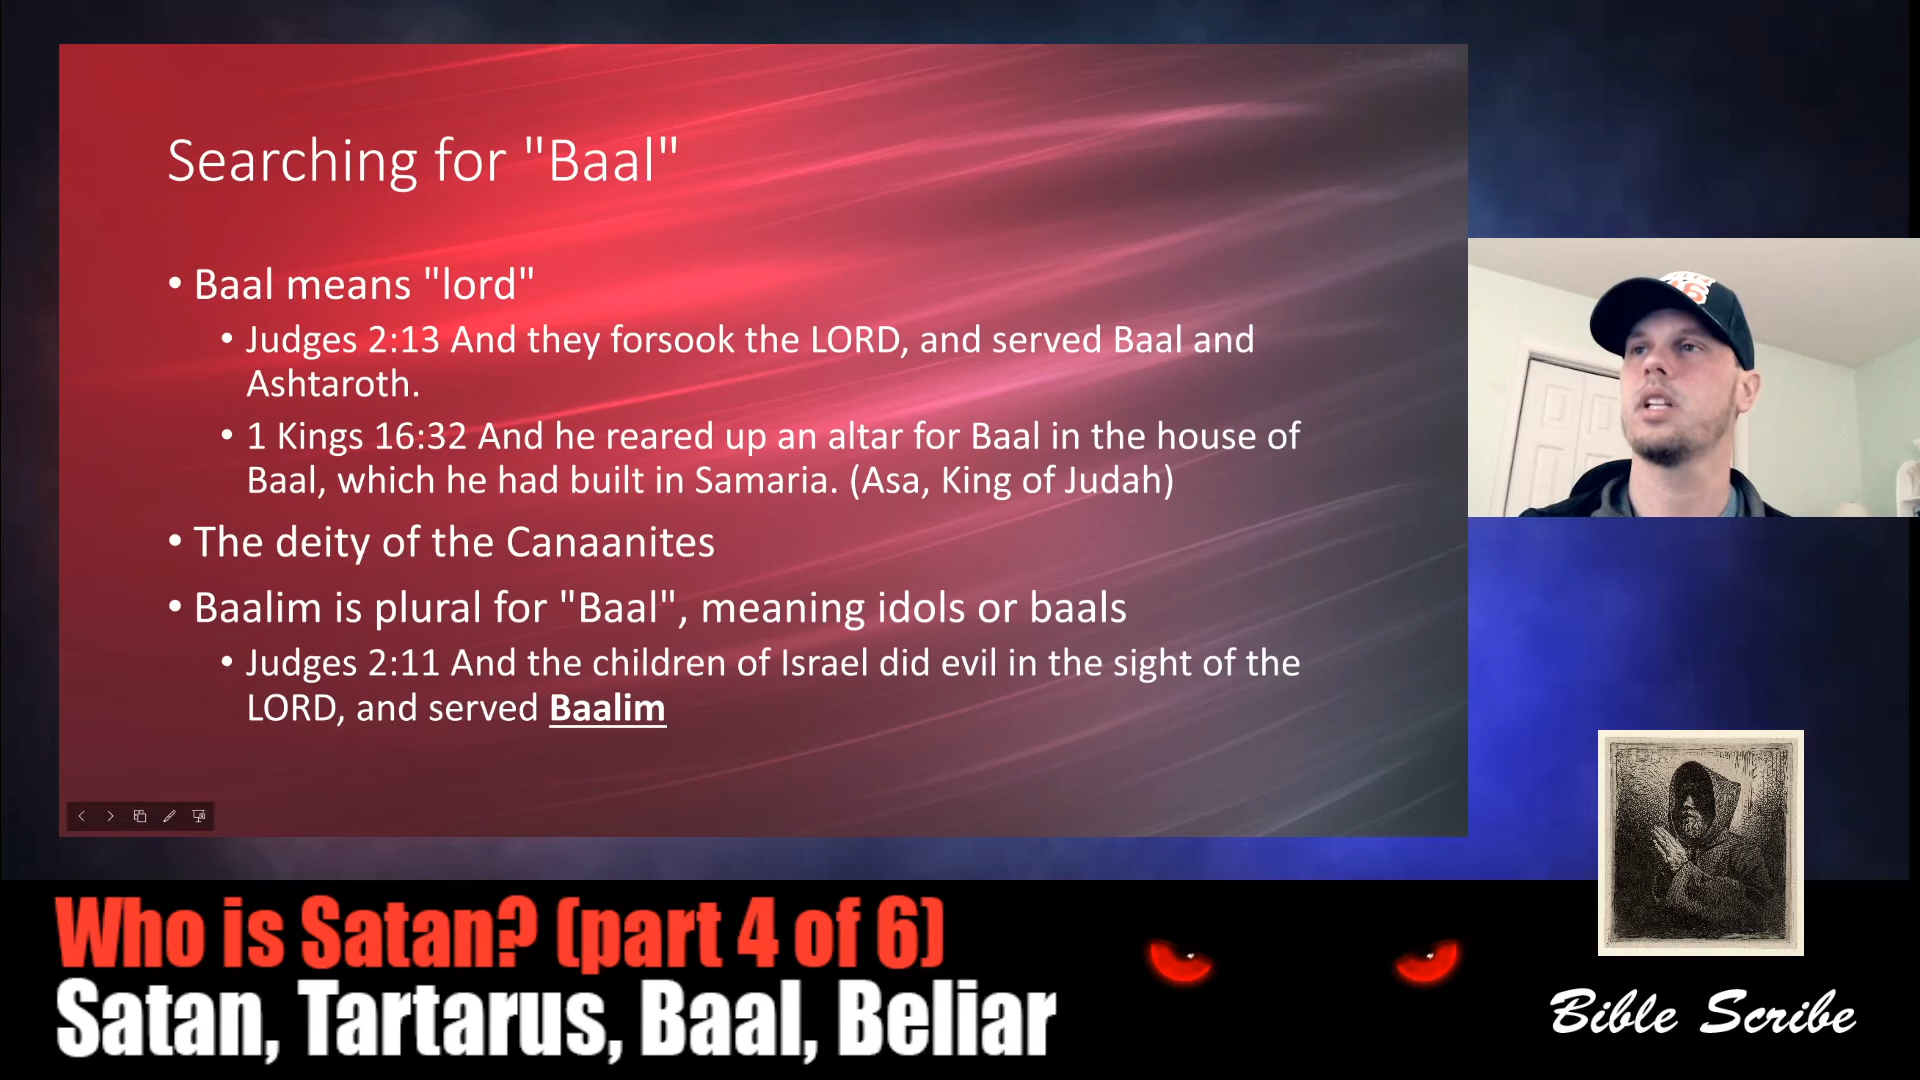 Searching for "Baal"
• Baal means "lord"
• Judges 2:13 And they forsook the LORD, and served Baal and
Ashtaroth.
• 1 Kings 16:32 And he reared up an altar for Baal in the house of
Baal, which he had built in Samaria. (Asa, King of Judah)
• The deity of the Canaanites
• Baalim is plural for "Baal", meaning idols or baals
• Judges 2:11 And the children of Israel did evil in the sight of the
LORD, and served Baalim
Who is Satan? (part 4 of 6)
Satan, Tartarus, Baal, Beliar
Bible Scribe